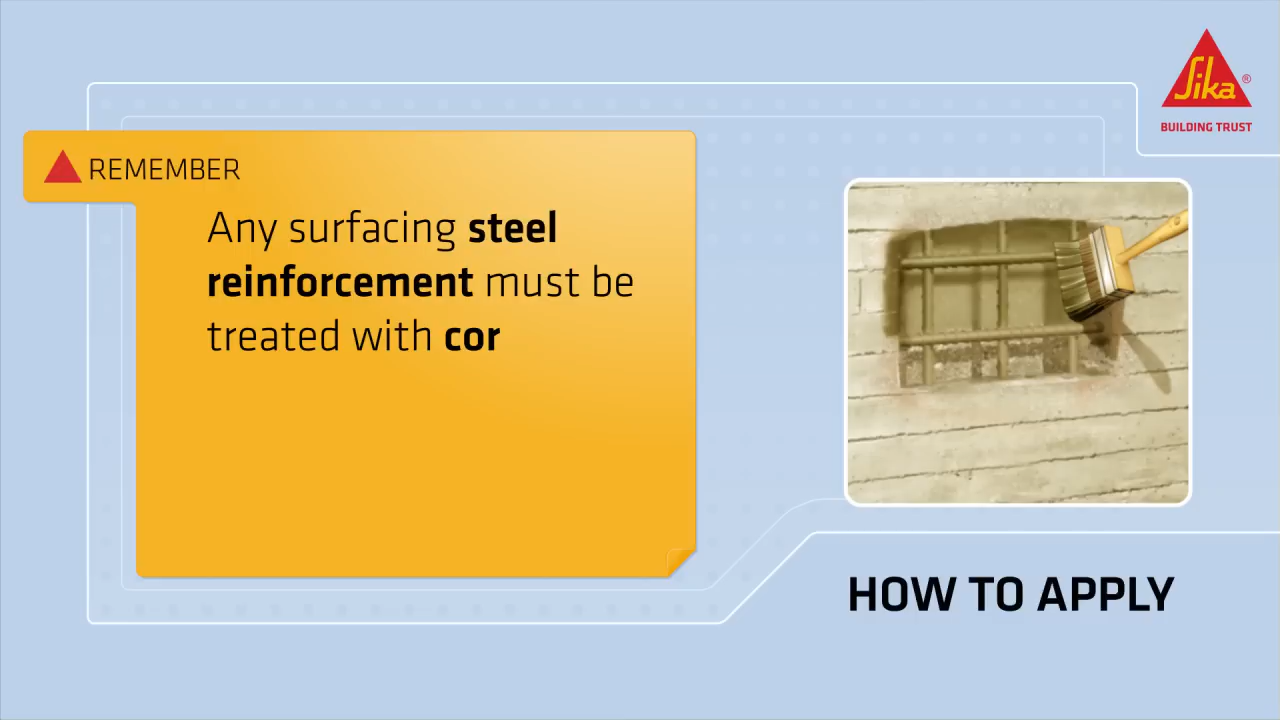 Sika®
BUILDING TRUST
REMEMBER
Any surfacing steel
reinforcement must be
treated with cor
HOW TO APPLY